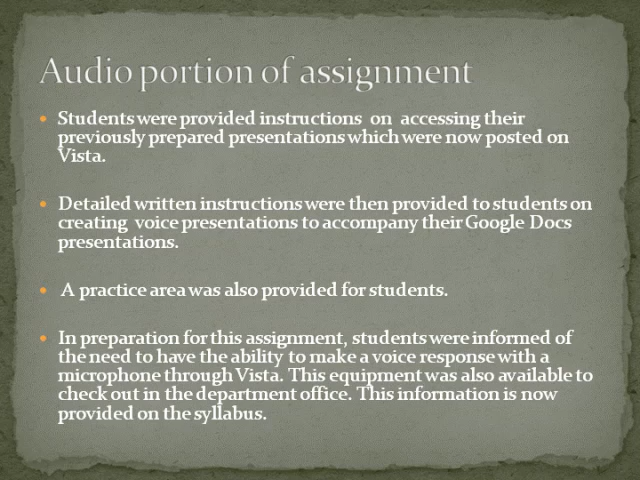 Audio portion of assignment
Students were provided instructions on accessing their
previously prepared presentations which were now posted on
Vista.
Detailed written instructions were then provided to students on
creating voice presentations to accompany their Google Docs
presentations.
A practice area was also provided for students.
In preparation for this assignment, students were informed of
the need to have the ability to make a voice response with a
microphone through Vista. This equipment was also available to
check out in the department office. This information is now
provided on the syllabus.